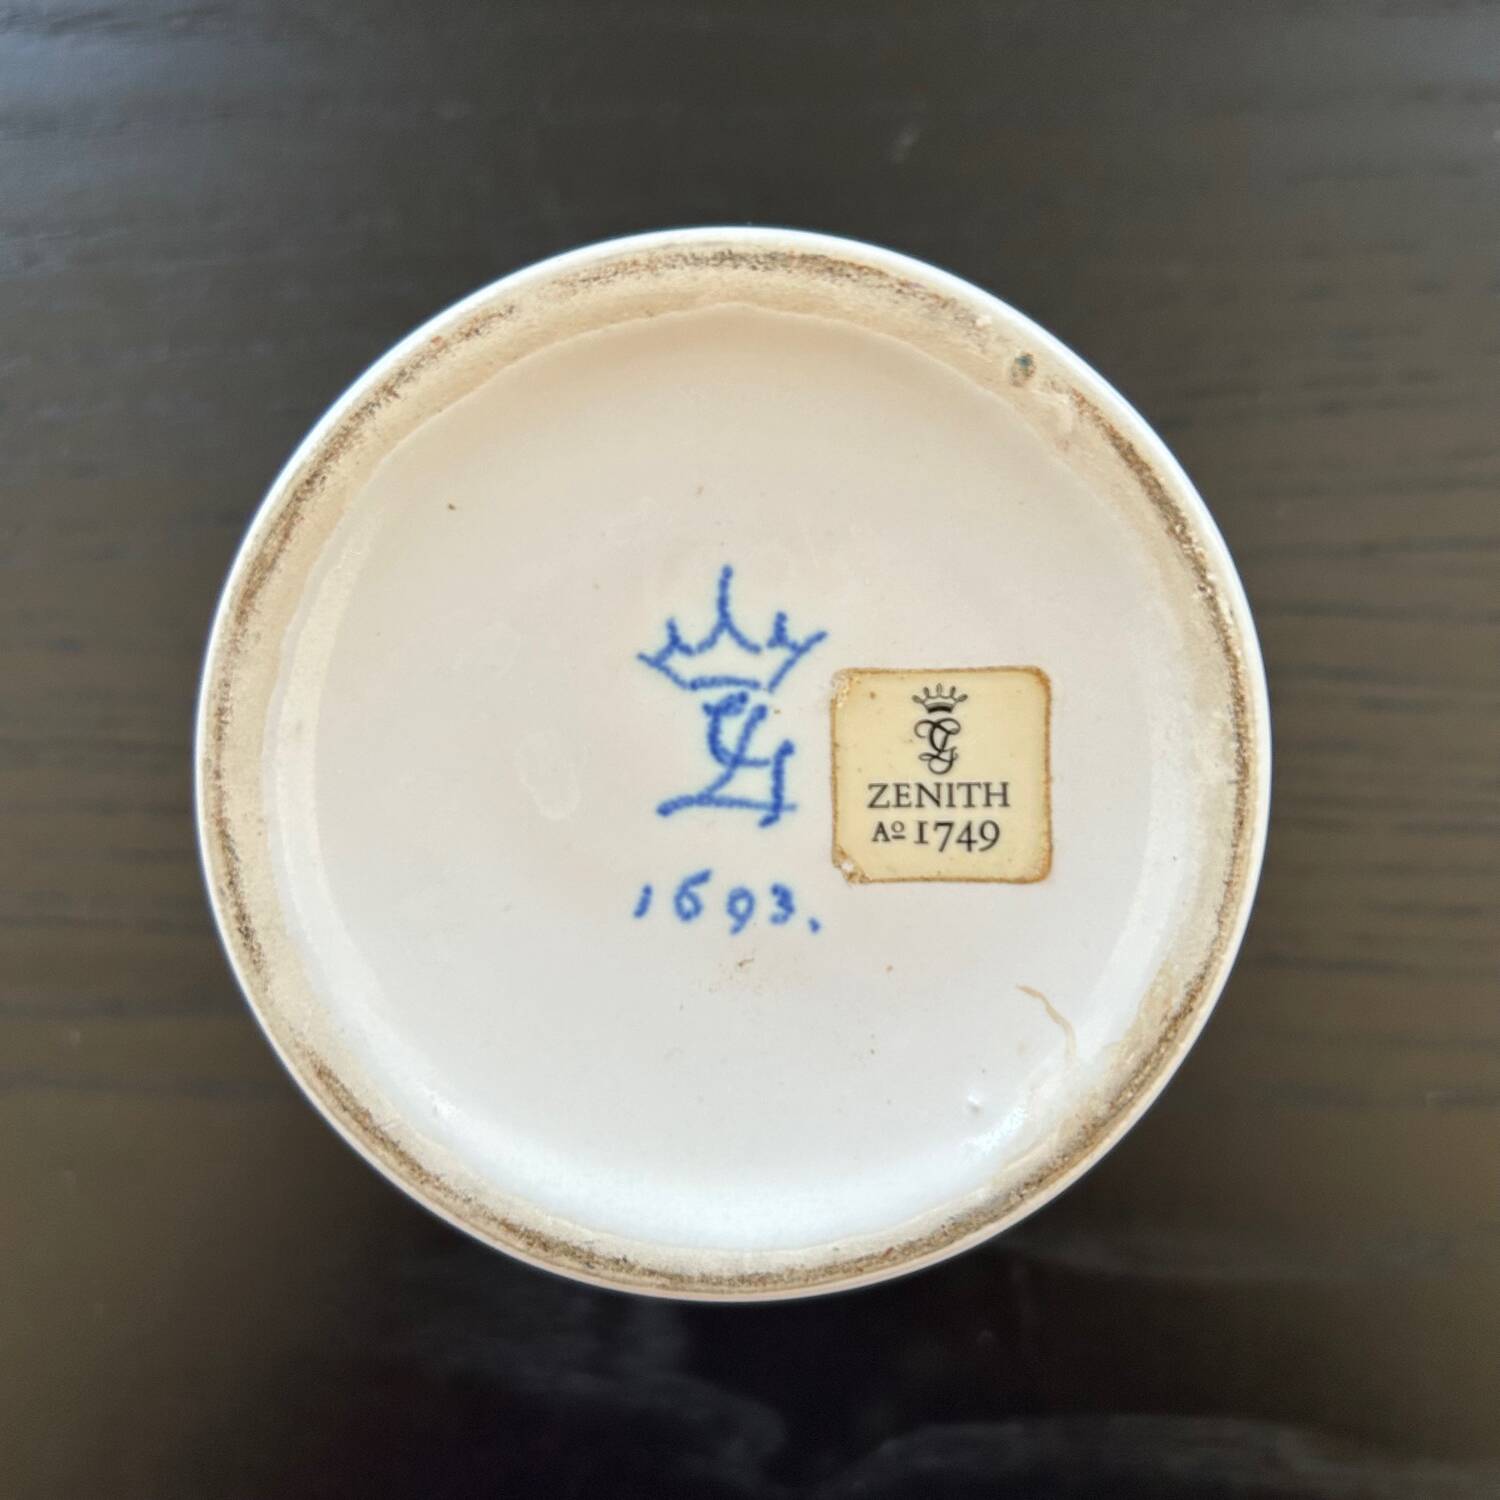 1693.
ZENITH
Aº 1749